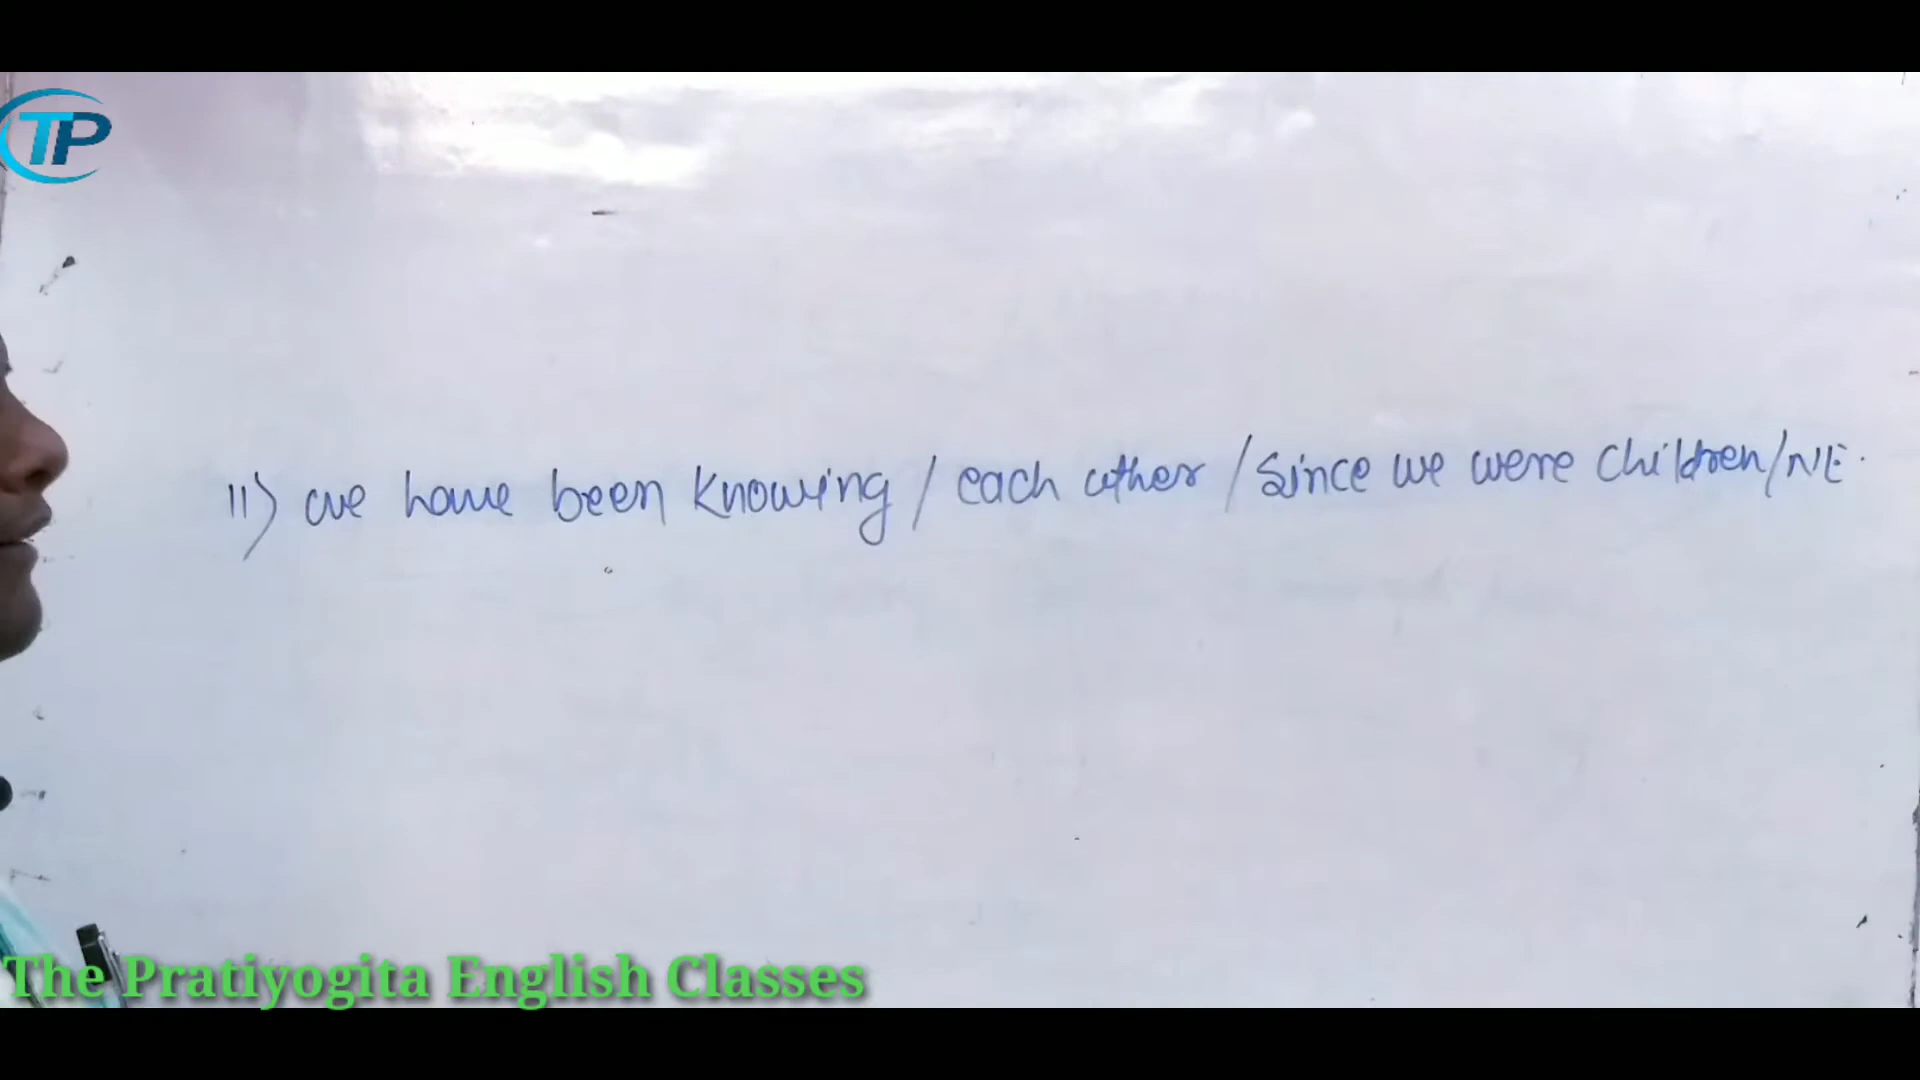 TP
11) we have been knowing / each other / since we were children / NE.
The Pratiyogita English Classes